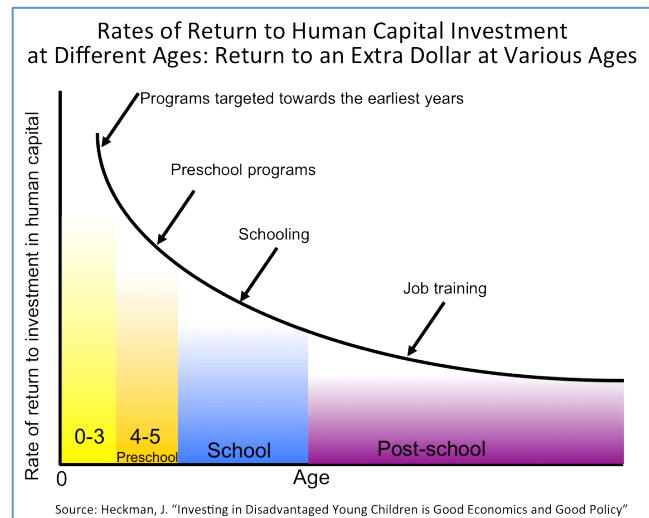 Rates of Return to Human Capital Investment
at Different Ages: Return to an Extra Dollar at Various Ages
Programs targeted towards the earliest years
Preschool programs
Schooling
Job training
Rate of return to investment in human capital
0-3
4-5
Preschool
School
Post-school
0
Age
Source: Heckman, J. “Investing in Disadvantaged Young Children is Good Economics and Good Policy”